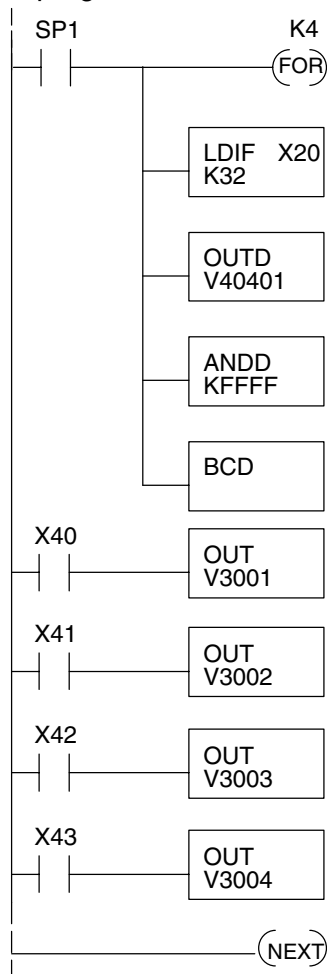 SP1 K4
FOR
LDIF X20
K32
OUTD
V40401
ANDD
KFFFF
BCD
X40
OUT
V3001
X41
OUT
V3002
X42
OUT
V3003
X43
OUT
V3004
NEXT